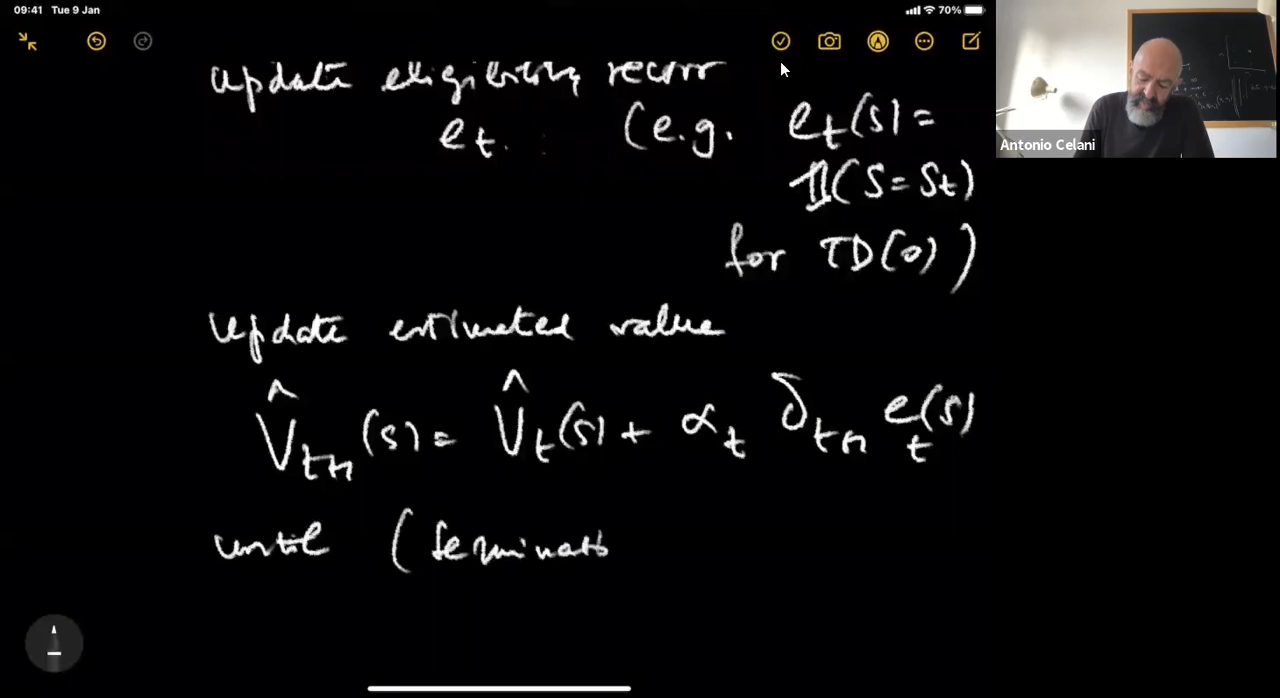 09:41 Tue 9 Jan
70%
Antonio Celani
update eligibility vector
e_t. (e.g. e_t(s) =
𝟙(s = s_t)
for TD(0))
update estimated value
V̂_{t+1}(s) = V̂_t(s) + α_t δ_{t+1} e_t(s)
until (terminatio